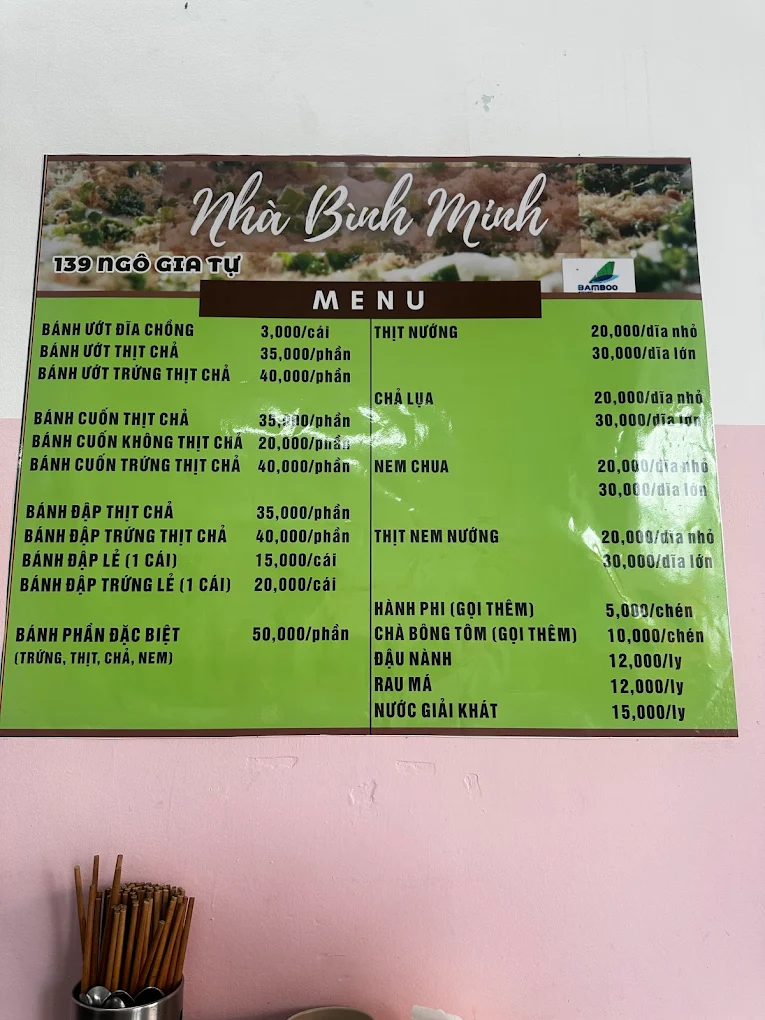 Nhà Bình Minh
139 NGÔ GIA TỰ
BAMBOO
MENU
BÁNH ƯỚT ĐĨA CHỒNG 3,000/cái
BÁNH ƯỚT THỊT CHẢ 35,000/phần
BÁNH ƯỚT TRỨNG THỊT CHẢ 40,000/phần
BÁNH CUỐN THỊT CHẢ 35,000/phần
BÁNH CUỐN KHÔNG THỊT CHẢ 20,000/phần
BÁNH CUỐN TRỨNG THỊT CHẢ 40,000/phần
BÁNH ĐẬP THỊT CHẢ 35,000/phần
BÁNH ĐẬP TRỨNG THỊT CHẢ 40,000/phần
BÁNH ĐẬP LẺ (1 CÁI) 15,000/cái
BÁNH ĐẬP TRỨNG LẺ (1 CÁI) 20,000/cái
BÁNH PHẦN ĐẶC BIỆT 50,000/phần
(TRỨNG, THỊT, CHẢ, NEM)
THỊT NƯỚNG 20,000/dĩa nhỏ
30,000/dĩa lớn
CHẢ LỤA 20,000/dĩa nhỏ
30,000/dĩa lớn
NEM CHUA 20,000/dĩa nhỏ
30,000/dĩa lớn
THỊT NEM NƯỚNG 20,000/dĩa nhỏ
30,000/dĩa lớn
HÀNH PHI (GỌI THÊM) 5,000/chén
CHÀ BÔNG TÔM (GỌI THÊM) 10,000/chén
ĐẬU NÀNH 12,000/ly
RAU MÁ 12,000/ly
NƯỚC GIẢI KHÁT 15,000/ly